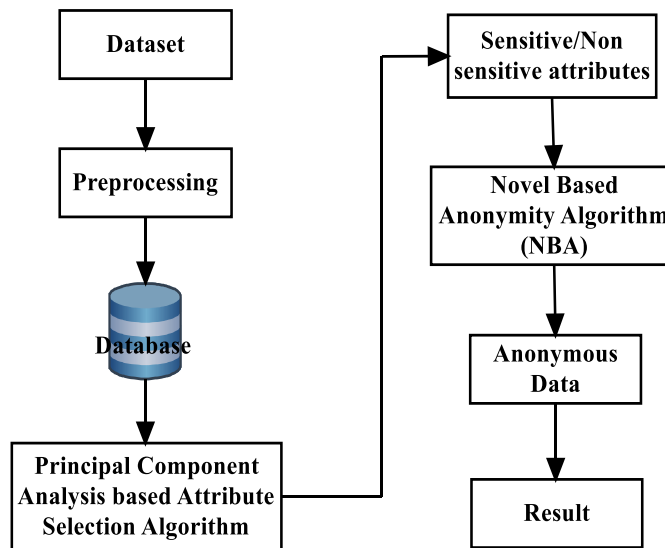 Dataset
Preprocessing
Database
Principal Component
Analysis based Attribute
Selection Algorithm
Sensitive/Non
sensitive attributes
Novel Based
Anonymity Algorithm
(NBA)
Anonymous
Data
Result